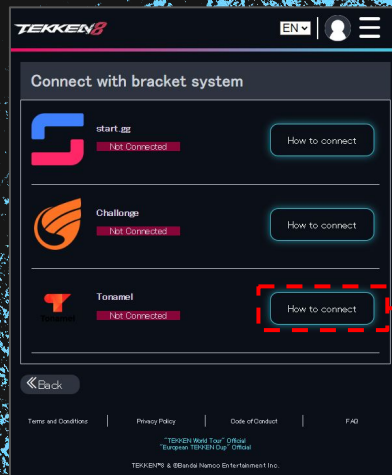 TEKKEN8
EN
Connect with bracket system
start.gg
Not Connected
How to connect
Challonge
Not Connected
How to connect
Tonamel
Tonamel
Not Connected
How to connect
≪Back
Terms and Conditions | Privacy Policy | Code of Conduct | FAQ
"TEKKEN World Tour" Official
"European TEKKEN Cup" Official
TEKKEN™8 & ©Bandai Namco Entertainment Inc.